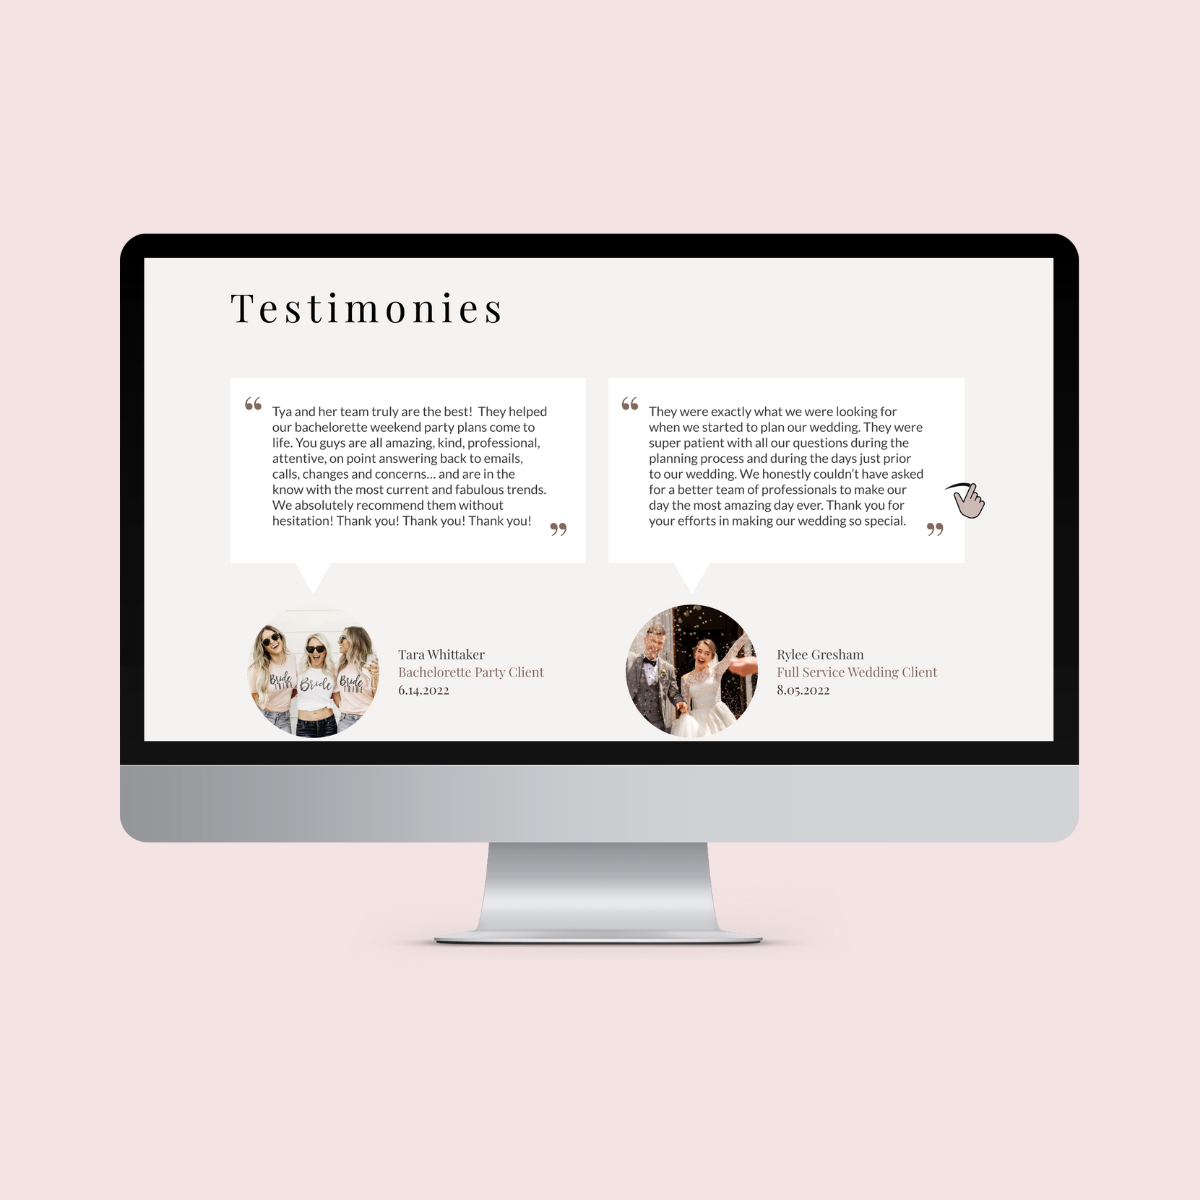 Testimonies
“
Tya and her team truly are the best!  They helped
our bachelorette weekend party plans come to
life. You guys are all amazing, kind, professional,
attentive, on point answering back to emails,
calls, changes and concerns... and are in the
know with the most current and fabulous trends.
We absolutely recommend them without
hesitation! Thank you! Thank you! Thank you!
”
Bride
Bride
Bride
Tara Whittaker
Bachelorette Party Client
6.14.2022
“
They were exactly what we were looking for
when we started to plan our wedding. They were
super patient with all our questions during the
planning process and during the days just prior
to our wedding. We honestly couldn’t have asked
for a better team of professionals to make our
day the most amazing day ever. Thank you for
your efforts in making our wedding so special.
”
Rylee Gresham
Full Service Wedding Client
8.05.2022